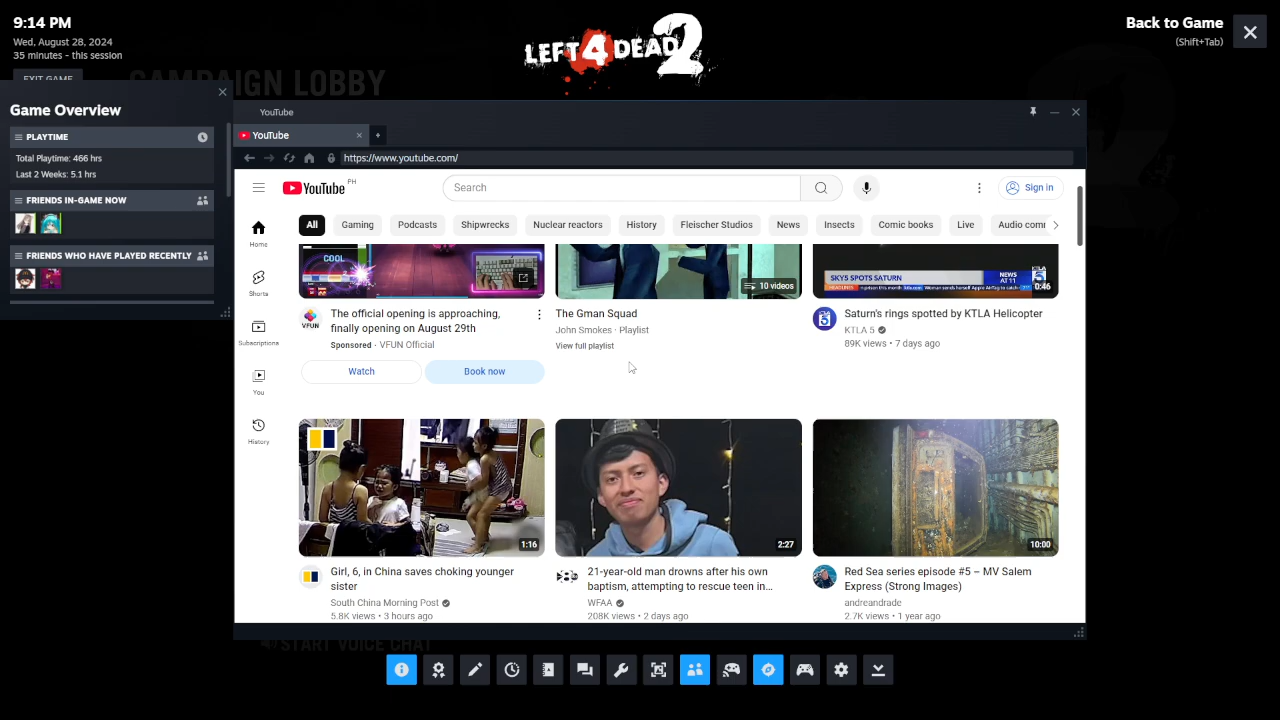 9:14 PM
Wed, August 28, 2024
35 minutes - this session
EXIT GAME
CAMPAIGN LOBBY
LEFT 4 DEAD 2
Back to Game
(Shift+Tab)
Game Overview
PLAYTIME
Total Playtime: 466 hrs
Last 2 Weeks: 5.1 hrs
FRIENDS IN-GAME NOW
FRIENDS WHO HAVE PLAYED RECENTLY
YouTube
YouTube
https://www.youtube.com/
YouTube PH
Search
Sign in
All
Gaming
Podcasts
Shipwrecks
Nuclear reactors
History
Fleischer Studios
News
Insects
Comic books
Live
Audio comm
Home
Shorts
Subscriptions
You
History
COOL
10 videos
SKY5 SPOTS SATURN
NEWS AT 11
HEADLINES
KTLA 5
0:46
The official opening is approaching,
finally opening on August 29th
Sponsored · VFUN Official
Watch
Book now
The Gman Squad
John Smokes · Playlist
View full playlist
Saturn's rings spotted by KTLA Helicopter
KTLA 5
89K views • 7 days ago
1:16
Girl, 6, in China saves choking younger
sister
South China Morning Post
5.8K views • 3 hours ago
2:27
21-year-old man drowns after his own
baptism, attempting to rescue teen in...
WFAA
208K views • 2 days ago
10:00
Red Sea series episode #5 – MV Salem
Express (Strong Images)
andreandrade
2.7K views • 1 year ago
START VOICE CHAT